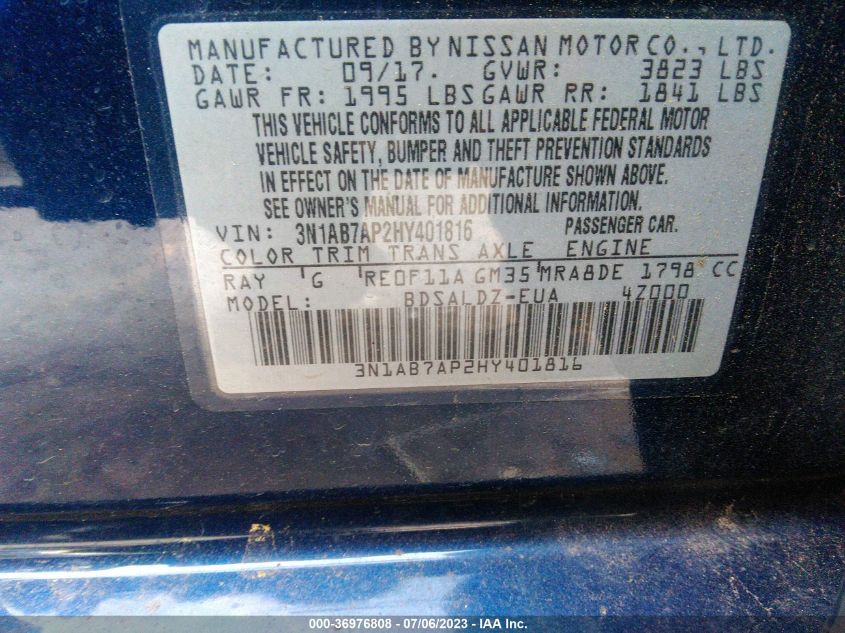 MANUFACTURED BY NISSAN MOTOR CO., LTD.
DATE: 09/17. GVWR: 3823 LBS
GAWR FR: 1995 LBS GAWR RR: 1841 LBS
THIS VEHICLE CONFORMS TO ALL APPLICABLE FEDERAL MOTOR
VEHICLE SAFETY, BUMPER AND THEFT PREVENTION STANDARDS
IN EFFECT ON THE DATE OF MANUFACTURE SHOWN ABOVE.
SEE OWNER'S MANUAL FOR ADDITIONAL INFORMATION.
VIN: 3N1AB7AP2HY401816 PASSENGER CAR.
COLOR TRIM TRANS AXLE ENGINE
RAY G RE0F11A GM35 MRA8DE 1798 CC
MODEL: BDSALDZ-EUA 4Z000
3N1AB7AP2HY401816
000-36976808 - 07/06/2023 - IAA Inc.